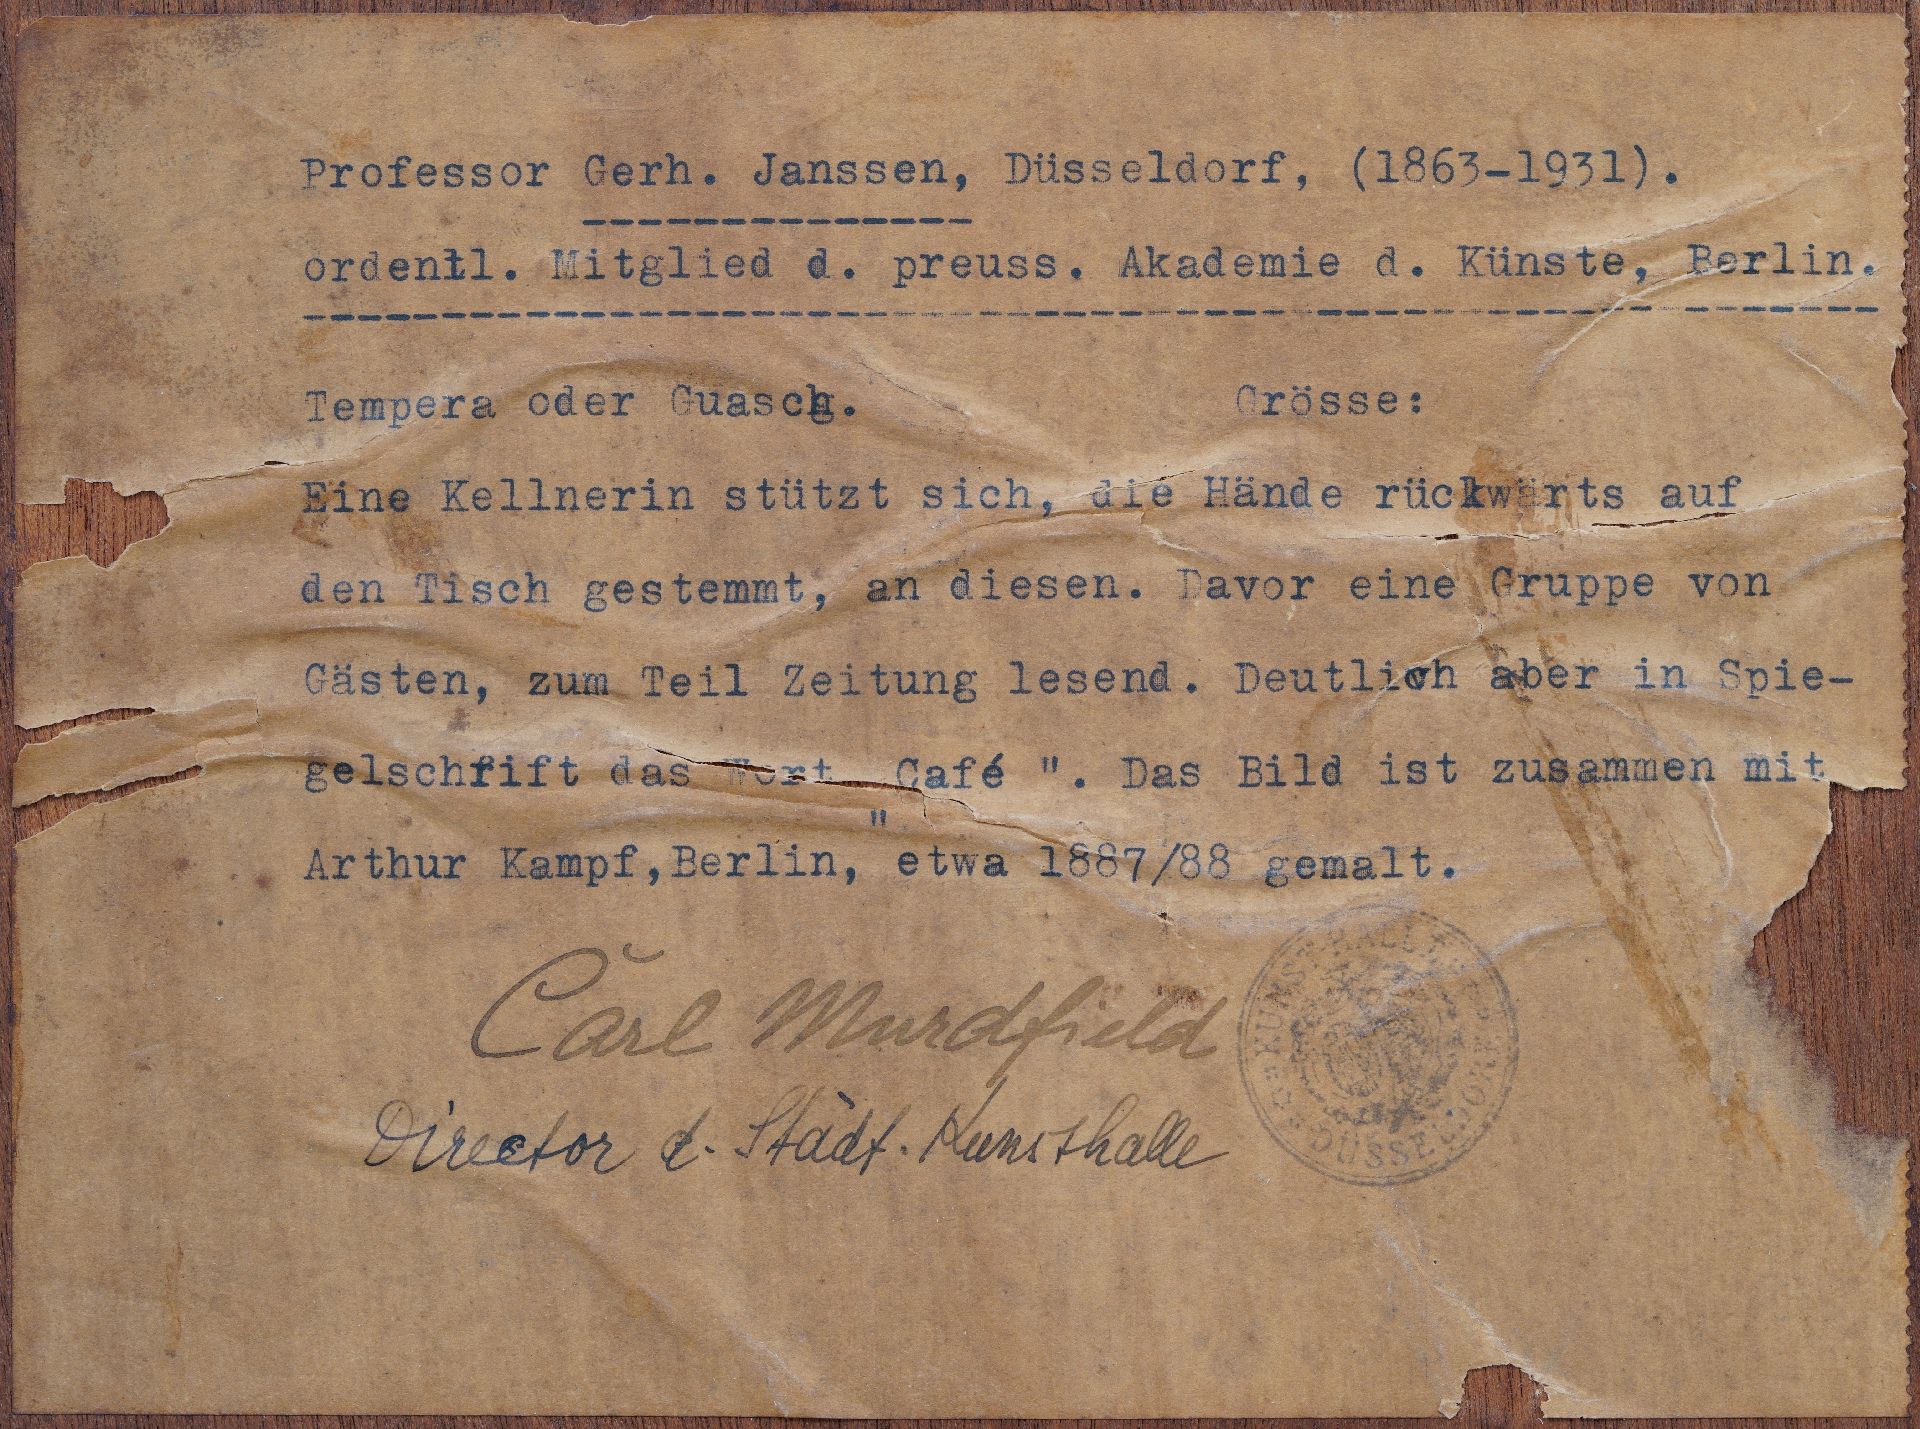 Professor Gerh. Janssen, Düsseldorf, (1863-1931).
ordentl. Mitglied d. preuss. Akademie d. Künste, Berlin.
Tempera oder Guasch. Grösse:
Eine Kellnerin stützt sich, die Hände rückwärts auf
den Tisch gestemmt, an diesen. Davor eine Gruppe von
Gästen, zum Teil Zeitung lesend. Deutlich aber in Spie-
gelschrift das Wort "Café ". Das Bild ist zusammen mit
Arthur Kampf, Berlin, etwa 1887/88 gemalt.
Carl Murdfield
Director d. Städt. Kunsthalle
KUNSTHALLE
DÜSSELDORF